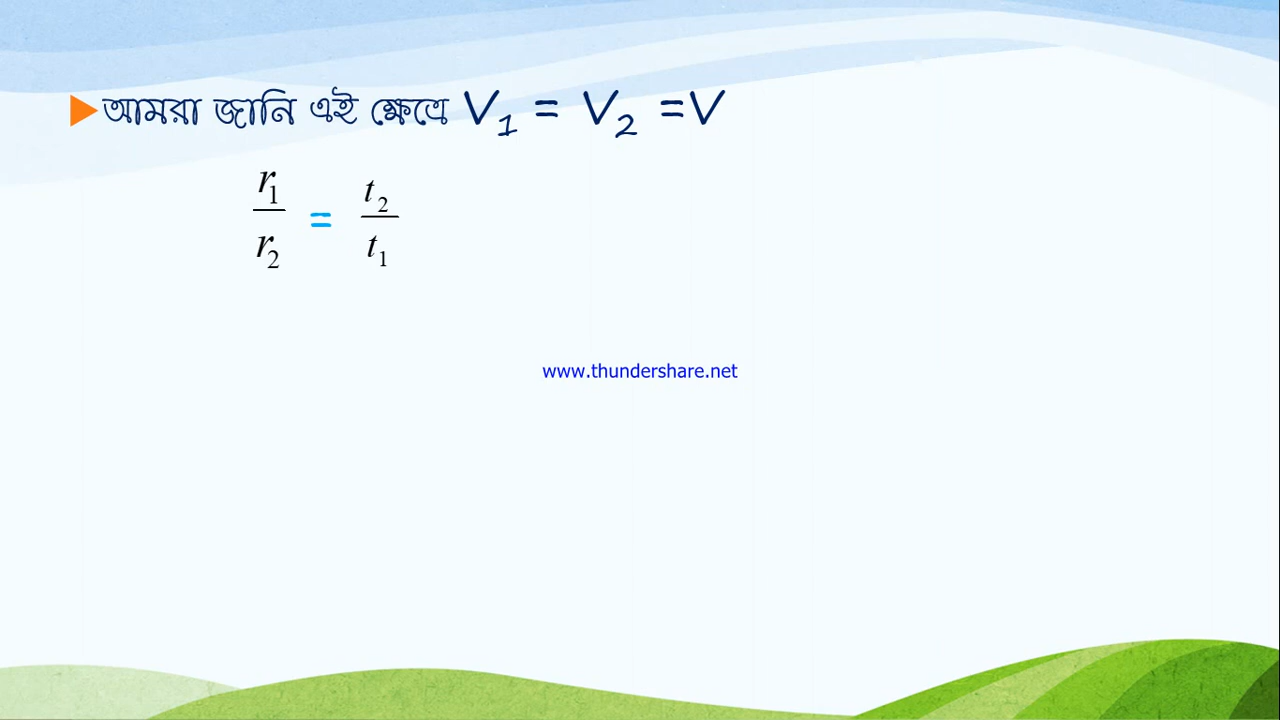 আমরা জানি এই ক্ষেত্রে V₁ = V₂ =V
r₁/r₂ = t₂/t₁
www.thundershare.net